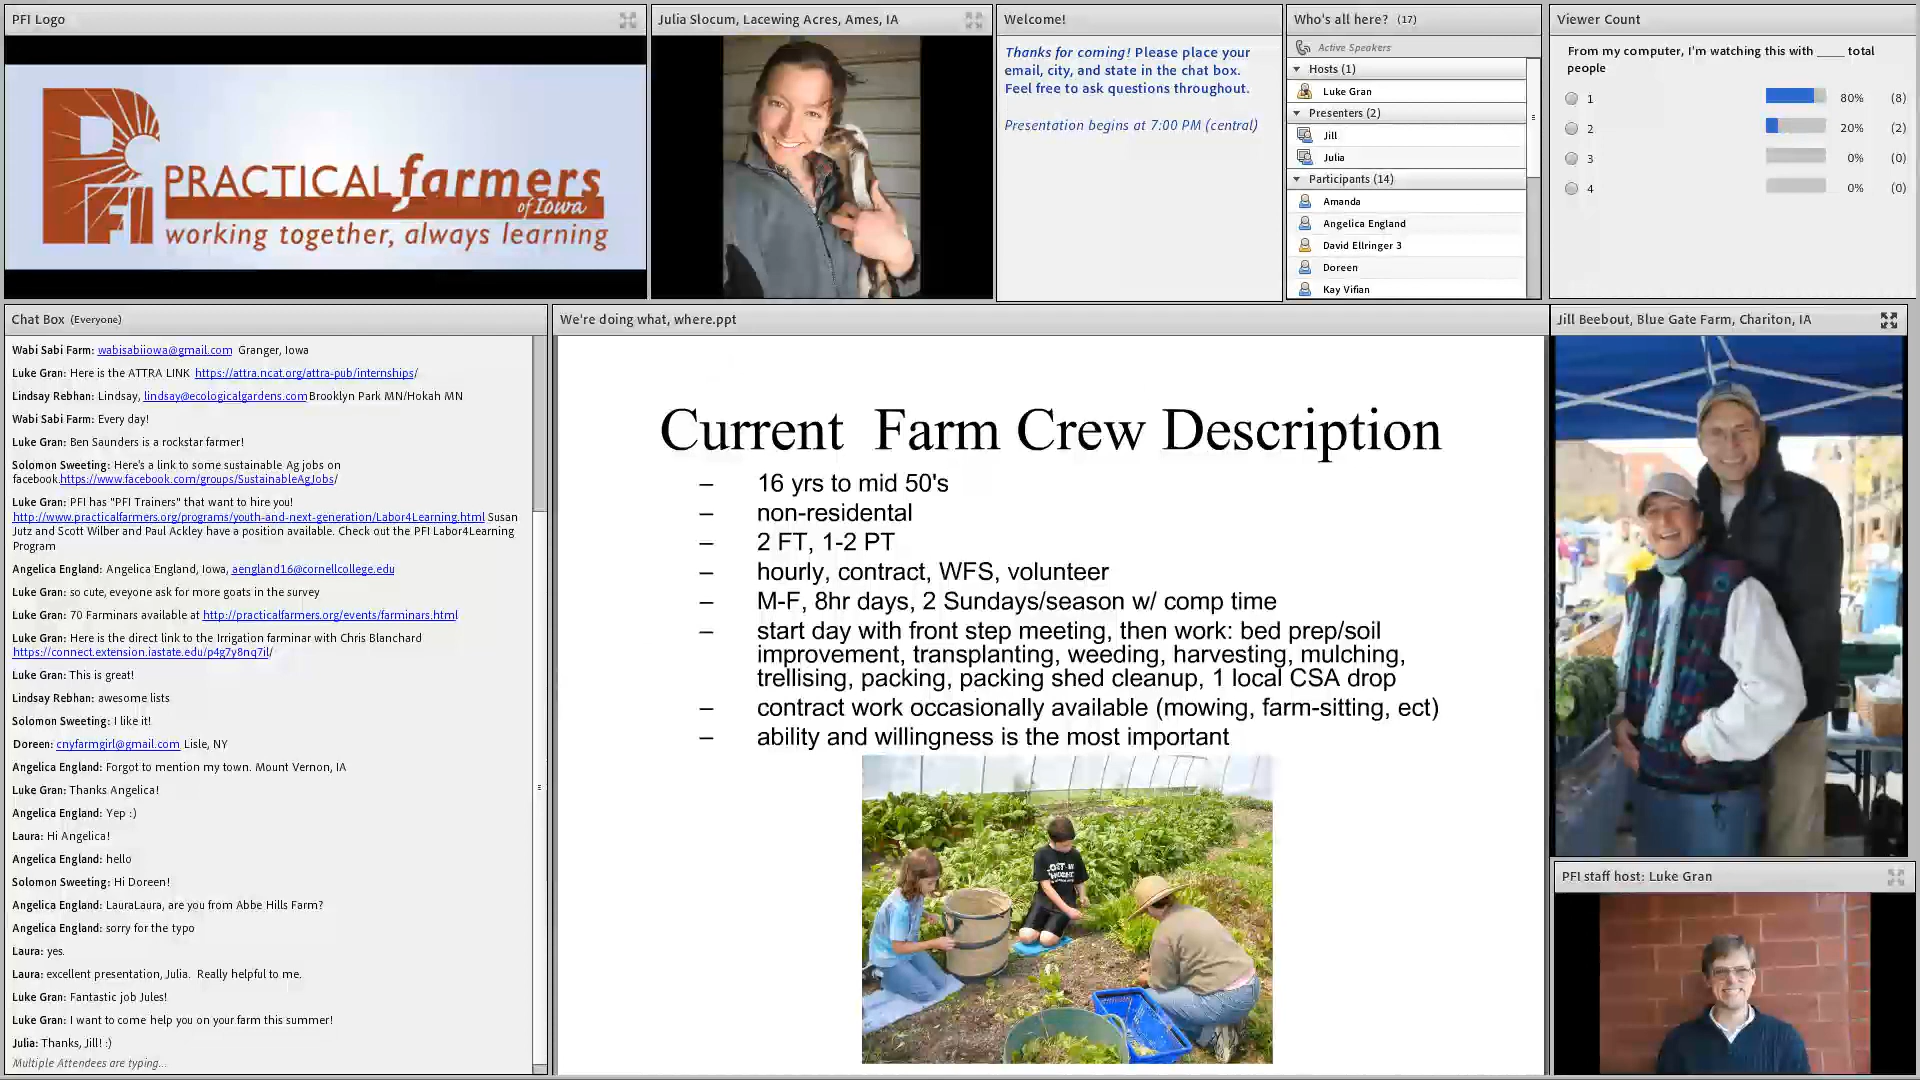 PFI Logo
PFI
PRACTICAL farmers
of Iowa
working together, always learning
Julia Slocum, Lacewing Acres, Ames, IA
Welcome!
Thanks for coming! Please place your
email, city, and state in the chat box.
Feel free to ask questions throughout.
Presentation begins at 7:00 PM (central)
Who's all here? (17)
Active Speakers
Hosts (1)
Luke Gran
Presenters (2)
Jill
Julia
Participants (14)
Amanda
Angelica England
David Ellringer 3
Doreen
Kay Vifian
Viewer Count
From my computer, I'm watching this with ____ total
people
1 80% (8)
2 20% (2)
3 0% (0)
4 0% (0)
Chat Box (Everyone)
Wabi Sabi Farm: wabisabiiowa@gmail.com Granger, Iowa
Luke Gran: Here is the ATTRA LINK https://attra.ncat.org/attra-pub/internships/
Lindsay Rebhan: Lindsay, lindsay@ecologicalgardens.com Brooklyn Park MN/Hokah MN
Wabi Sabi Farm: Every day!
Luke Gran: Ben Saunders is a rockstar farmer!
Solomon Sweeting: Here's a link to some sustainable Ag jobs on
facebook.https://www.facebook.com/groups/SustainableAgJobs/
Luke Gran: PFI has "PFI Trainers" that want to hire you!
http://www.practicalfarmers.org/programs/youth-and-next-generation/Labor4Learning.html Susan
Jutz and Scott Wilber and Paul Ackley have a position available. Check out the PFI Labor4Learning
Program
Angelica England: Angelica England, Iowa, aengland16@cornellcollege.edu
Luke Gran: so cute, eveyone ask for more goats in the survey
Luke Gran: 70 Farminars available at http://practicalfarmers.org/events/farminars.html
Luke Gran: Here is the direct link to the Irrigation farminar with Chris Blanchard
https://connect.extension.iastate.edu/p4g7y8nq7il/
Luke Gran: This is great!
Lindsay Rebhan: awesome lists
Solomon Sweeting: I like it!
Doreen: cnyfarmgirl@gmail.com Lisle, NY
Angelica England: Forgot to mention my town. Mount Vernon, IA
Luke Gran: Thanks Angelica!
Angelica England: Yep :)
Laura: Hi Angelica!
Angelica England: hello
Solomon Sweeting: Hi Doreen!
Angelica England: LauraLaura, are you from Abbe Hills Farm?
Angelica England: sorry for the typo
Laura: yes.
Laura: excellent presentation, Julia. Really helpful to me.
Luke Gran: Fantastic job Jules!
Luke Gran: I want to come help you on your farm this summer!
Julia: Thanks, Jill! :)
Multiple Attendees are typing...
We're doing what, where.ppt
Current Farm Crew Description
– 16 yrs to mid 50's
– non-residental
– 2 FT, 1-2 PT
– hourly, contract, WFS, volunteer
– M-F, 8hr days, 2 Sundays/season w/ comp time
– start day with front step meeting, then work: bed prep/soil
improvement, transplanting, weeding, harvesting, mulching,
trellising, packing, packing shed cleanup, 1 local CSA drop
– contract work occasionally available (mowing, farm-sitting, ect)
– ability and willingness is the most important
Jill Beebout, Blue Gate Farm, Chariton, IA
PFI staff host: Luke Gran